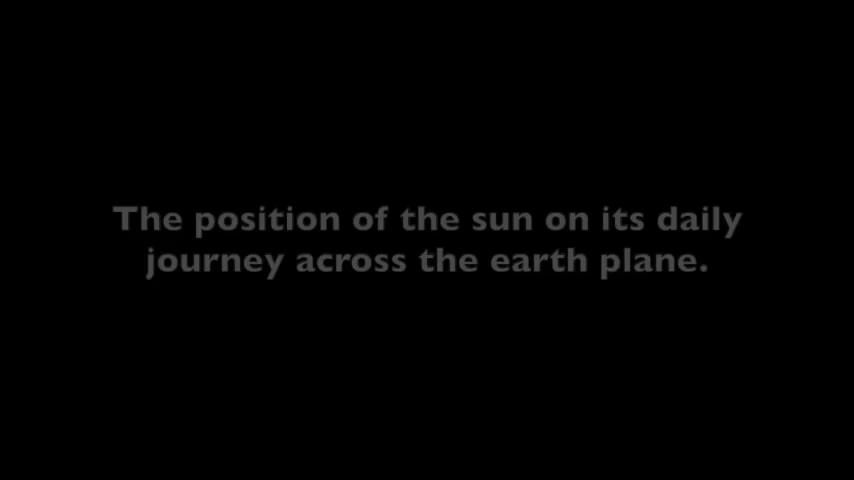 The position of the sun on its daily
journey across the earth plane.